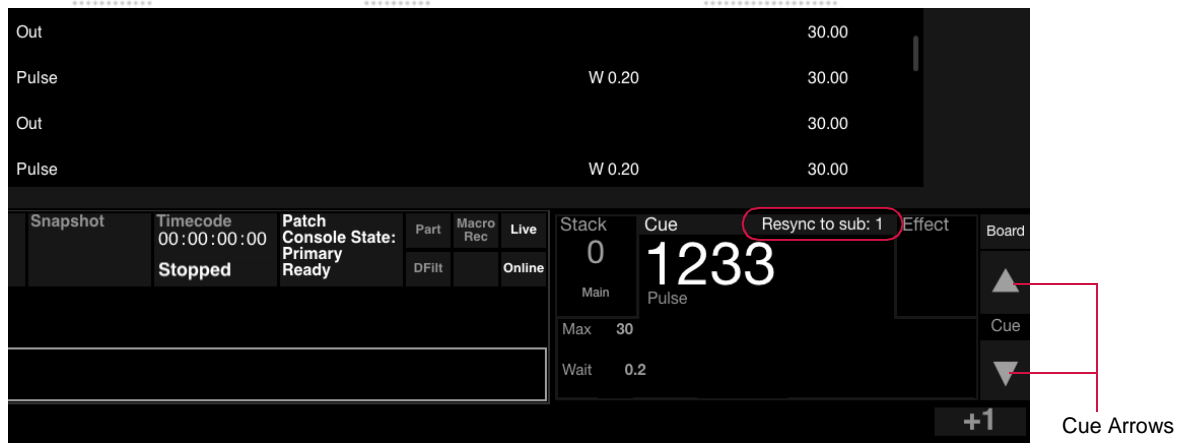 Out 30.00
Pulse W 0.20 30.00
Out 30.00
Pulse W 0.20 30.00
Snapshot
Timecode
00:00:00:00
Stopped
Patch
Console State:
Primary
Ready
Part
Macro
Rec
Live
DFilt
Online
Stack
0
Main
Cue
Resync to sub: 1
1233
Pulse
Effect
Board
Max 30
Cue
Wait 0.2
+1
Cue Arrows